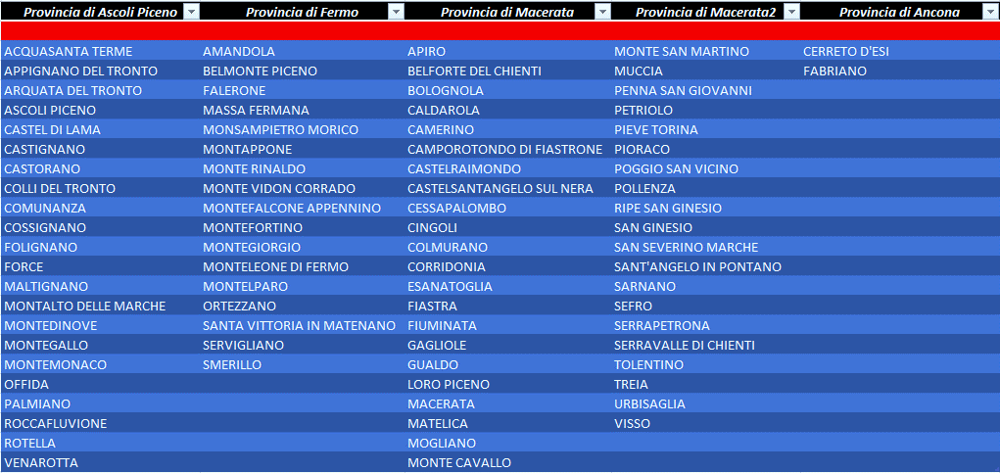 Provincia di Ascoli Piceno Provincia di Fermo Provincia di Macerata Provincia di Macerata2 Provincia di Ancona
ACQUASANTA TERME AMANDOLA APIRO MONTE SAN MARTINO CERRETO D'ESI
APPIGNANO DEL TRONTO BELMONTE PICENO BELFORTE DEL CHIENTI MUCCIA FABRIANO
ARQUATA DEL TRONTO FALERONE BOLOGNOLA PENNA SAN GIOVANNI
ASCOLI PICENO MASSA FERMANA CALDAROLA PETRIOLO
CASTEL DI LAMA MONSAMPIETRO MORICO CAMERINO PIEVE TORINA
CASTIGNANO MONTAPPONE CAMPOROTONDO DI FIASTRONE PIORACO
CASTORANO MONTE RINALDO CASTELRAIMONDO POGGIO SAN VICINO
COLLI DEL TRONTO MONTE VIDON CORRADO CASTELSANTANGELO SUL NERA POLLENZA
COMUNANZA MONTEFALCONE APPENNINO CESSAPALOMBO RIPE SAN GINESIO
COSSIGNANO MONTEFORTINO CINGOLI SAN GINESIO
FOLIGNANO MONTEGIORGIO COLMURANO SAN SEVERINO MARCHE
FORCE MONTELEONE DI FERMO CORRIDONIA SANT'ANGELO IN PONTANO
MALTIGNANO MONTELPARO ESANATOGLIA SARNANO
MONTALTO DELLE MARCHE ORTEZZANO FIASTRA SEFRO
MONTEDINOVE SANTA VITTORIA IN MATENANO FIUMINATA SERRAPETRONA
MONTEGALLO SERVIGLIANO GAGLIOLE SERRAVALLE DI CHIENTI
MONTEMONACO SMERILLO GUALDO TOLENTINO
OFFIDA LORO PICENO TREIA
PALMIANO MACERATA URBISAGLIA
ROCCAFLUVIONE MATELICA VISSO
ROTELLA MOGLIANO
VENAROTTA MONTE CAVALLO